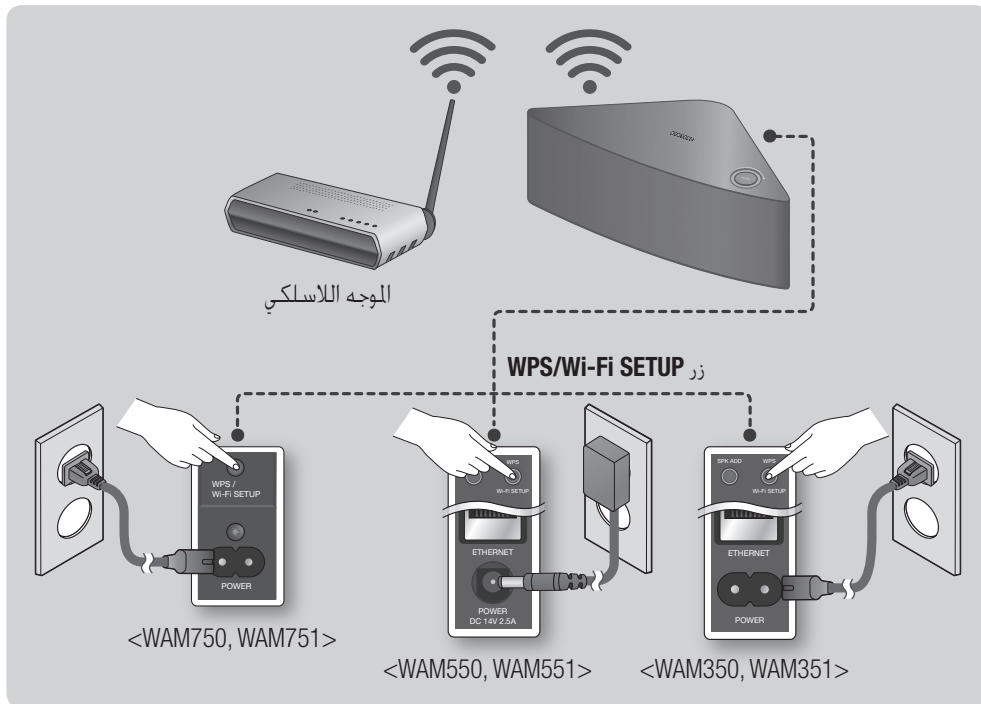 الموجه اللاسلكي
زر WPS/Wi-Fi SETUP
WPS /
Wi-Fi SETUP
POWER
<WAM750, WAM751>
WPS
Wi-Fi SETUP
ETHERNET
POWER
DC 14V 2.5A
<WAM550, WAM551>
SPK ADD
WPS
Wi-Fi SETUP
ETHERNET
POWER
<WAM350, WAM351>